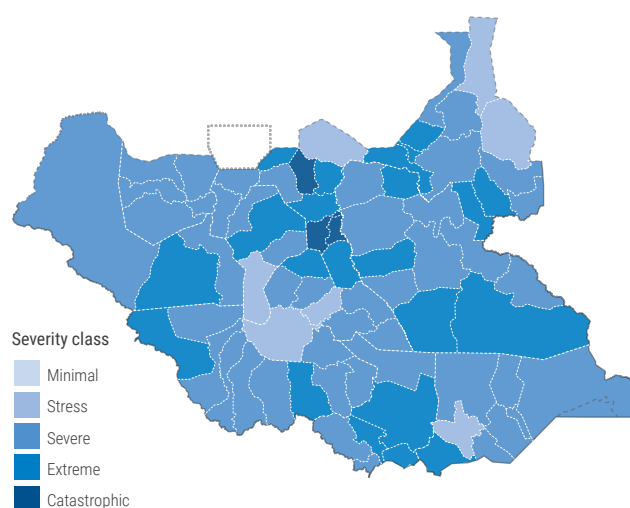 Severity class
Minimal
Stress
Severe
Extreme
Catastrophic